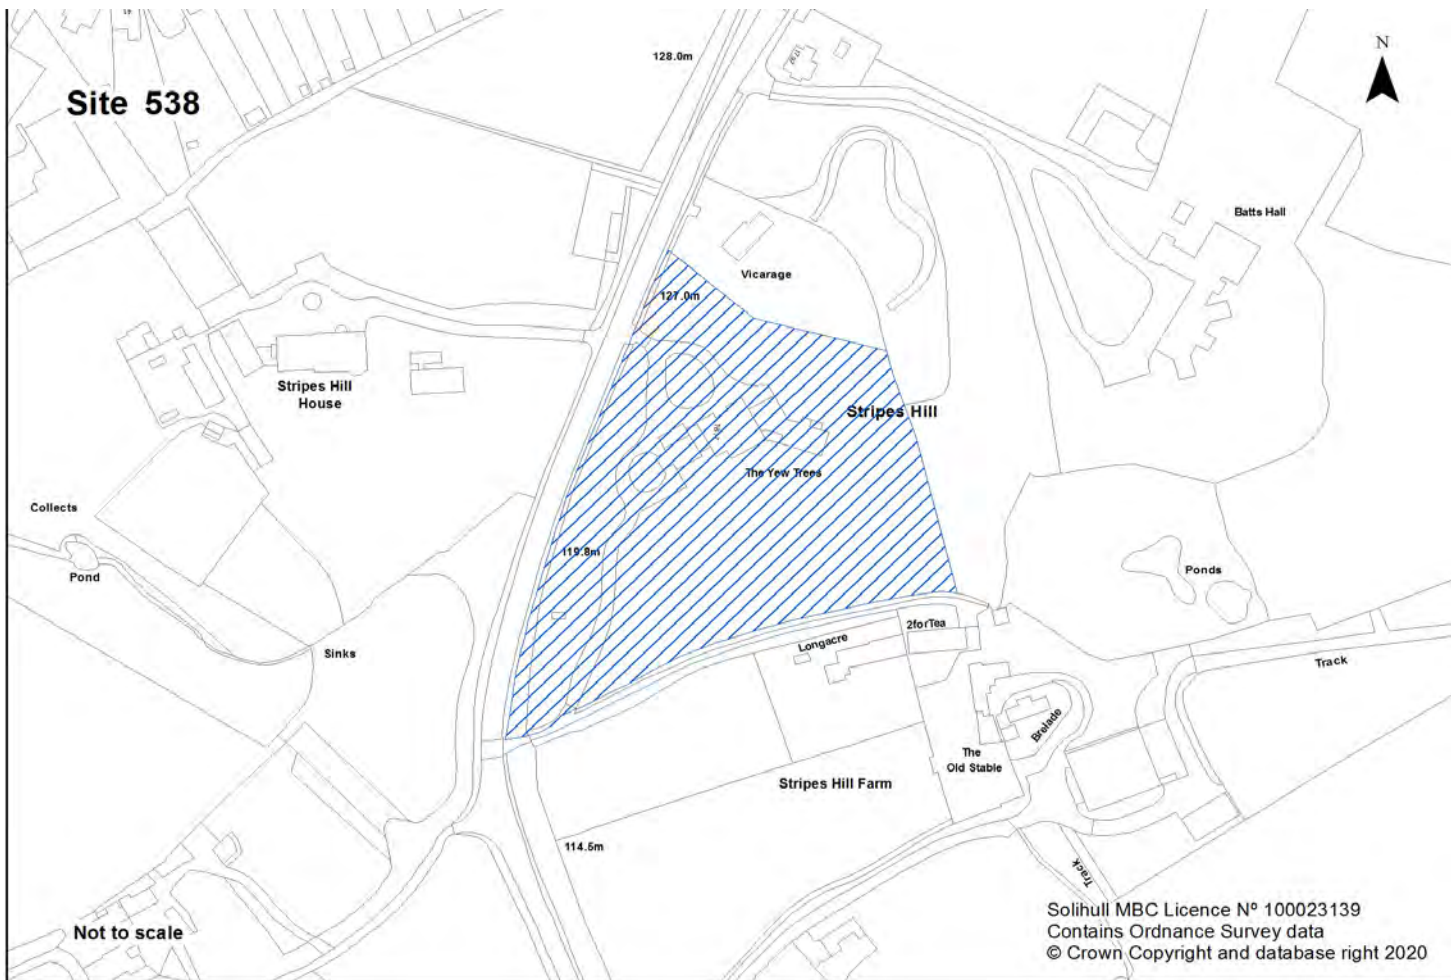 128.0m
N
Site 538
Batts Hall
Vicarage
127.0m
Stripes Hill
House
Stripes Hill
The Yew Trees
Collects
119.8m
Pond
Ponds
2forTea
Longacre
Sinks
Track
Brelade
The
Old Stable
Stripes Hill Farm
114.5m
Track
Not to scale
Solihull MBC Licence Nº 100023139
Contains Ordnance Survey data
© Crown Copyright and database right 2020